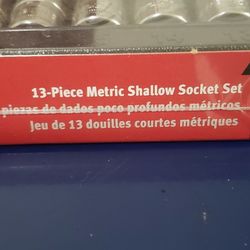 13-Piece Metric Shallow Socket Set
piezas de dados poco profundos métricos
Jeu de 13 douilles courtes métriques